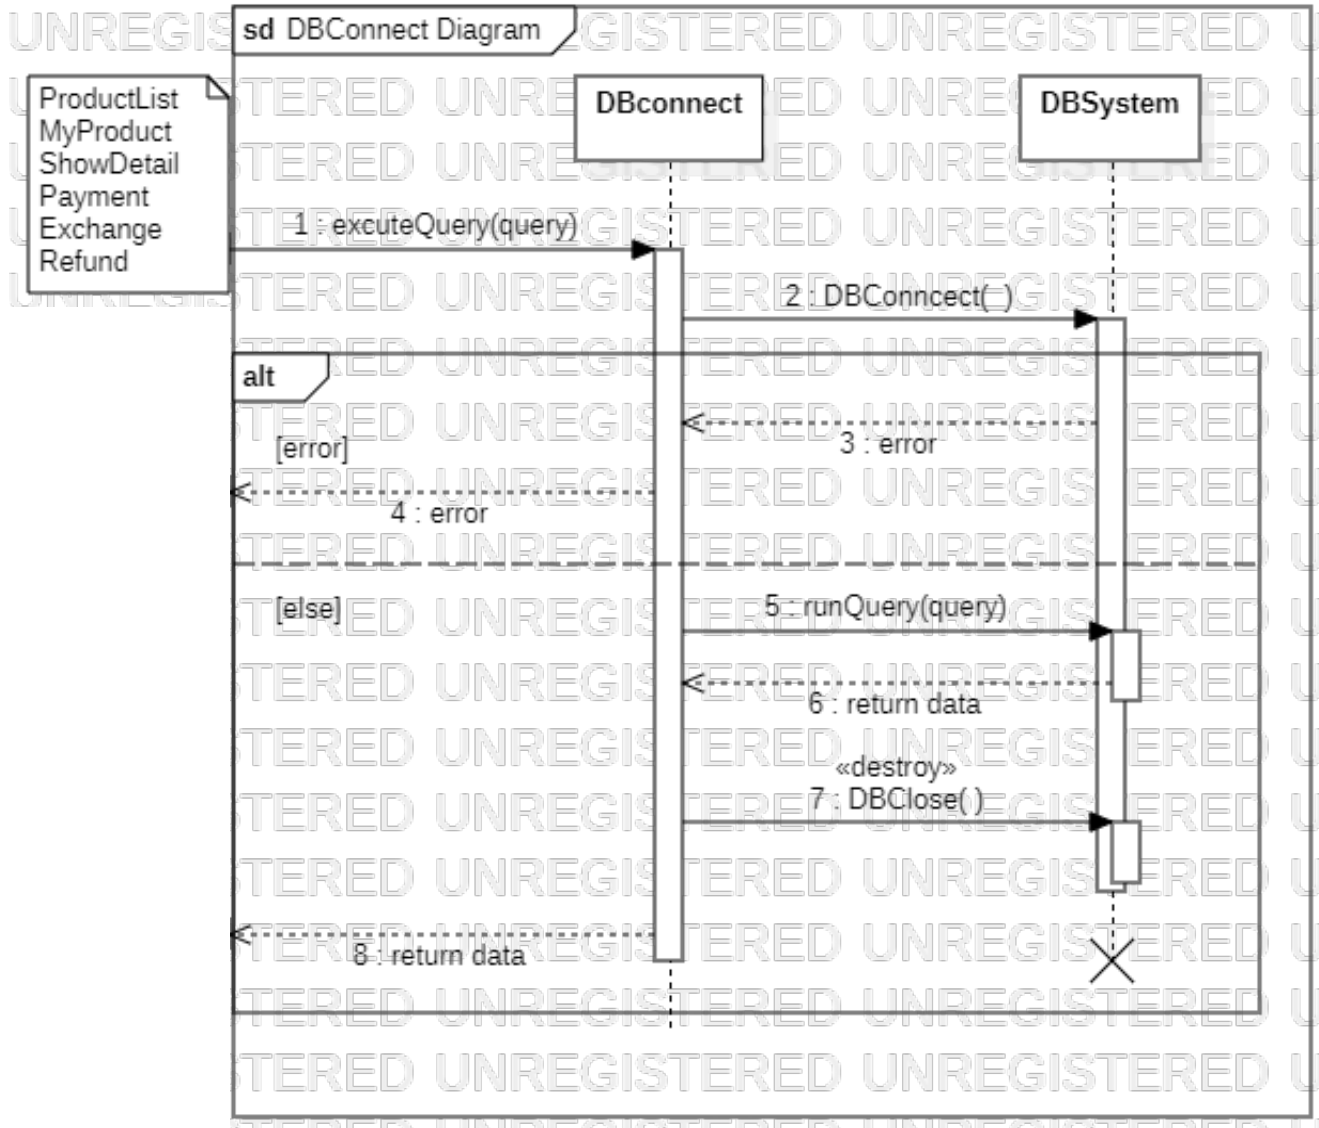 sd DBConnect Diagram
ProductList
MyProduct
ShowDetail
Payment
Exchange
Refund
DBconnect
DBSystem
1 : excuteQuery(query)
2 : DBConncect( )
alt
[error]
3 : error
4 : error
[else]
5 : runQuery(query)
6 : return data
«destroy»
7 : DBClose( )
8 : return data
UNREGISTERED